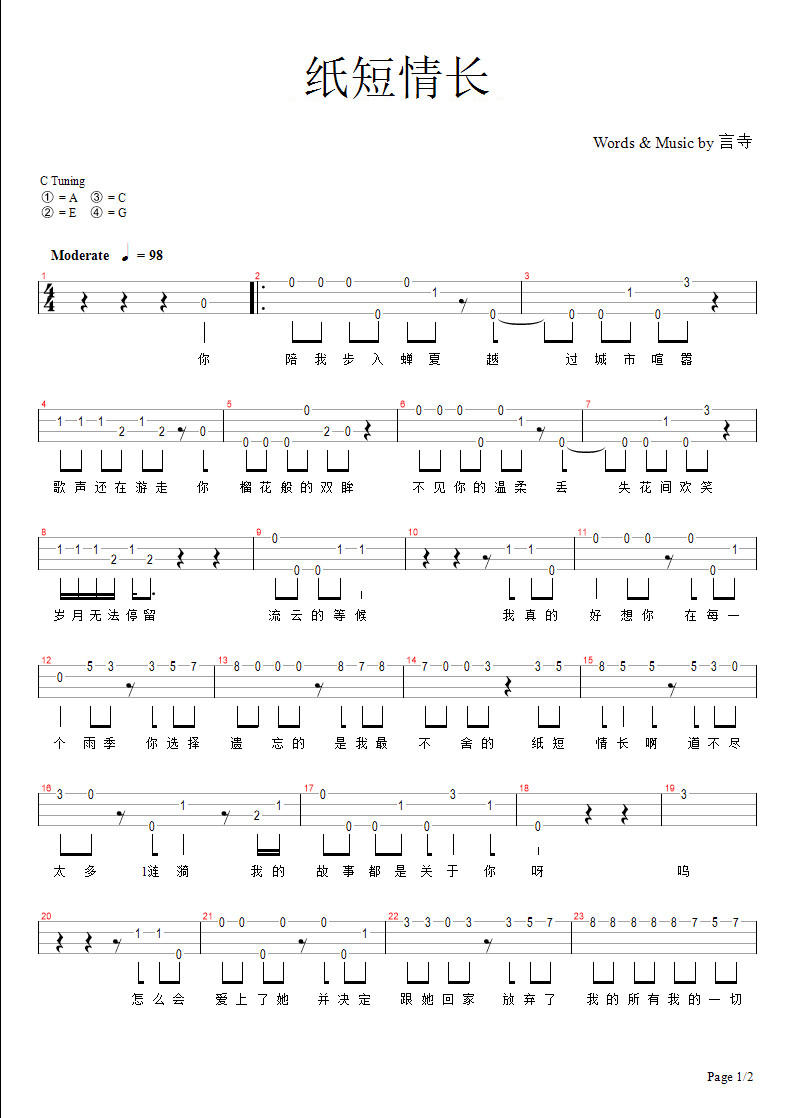 纸短情长
Words & Music by 言寺
C Tuning
① = A ③ = C
② = E ④ = G
Moderate ♩ = 98
1 2 3
4/4 0 0 0 0 0 0 1 0 0 0 1 0 3
你 陪我步入蝉夏 越 过城市喧嚣
4 5 6 7
1 1 1 2 1 2 0 0 0 0 0 2 0 0 0 0 0 0 1 0 0 0 1 0 3
歌声还在游走 你 榴花般的双眸 不见你的温柔 丢 失花间欢笑
8 9 10 11
1 1 1 2 1 2 0 0 0 1 1 1 1 0 0 0 0 0 0 1
岁月无法停留 流云的等候 我真的 好 想你 在每一
12 13 14 15
0 5 3 3 5 7 8 0 0 0 8 7 8 7 0 0 3 3 5 8 5 5 5 3 0
个 雨季 你选择 遗 忘的 是我最 不 舍的 纸短 情长啊 道不尽
16 17 18 19
3 0 0 1 2 1 0 0 0 1 0 3 1 0 3
太多 1涟漪 我的 故事都是关于你 呀 呜
20 21 22 23
1 1 0 0 0 0 0 0 0 1 3 3 0 3 3 5 7 8 8 8 8 8 7 5 7
怎么会 爱上了她 并决定 跟她回家 放弃了 我的所有我的一切
Page 1/2